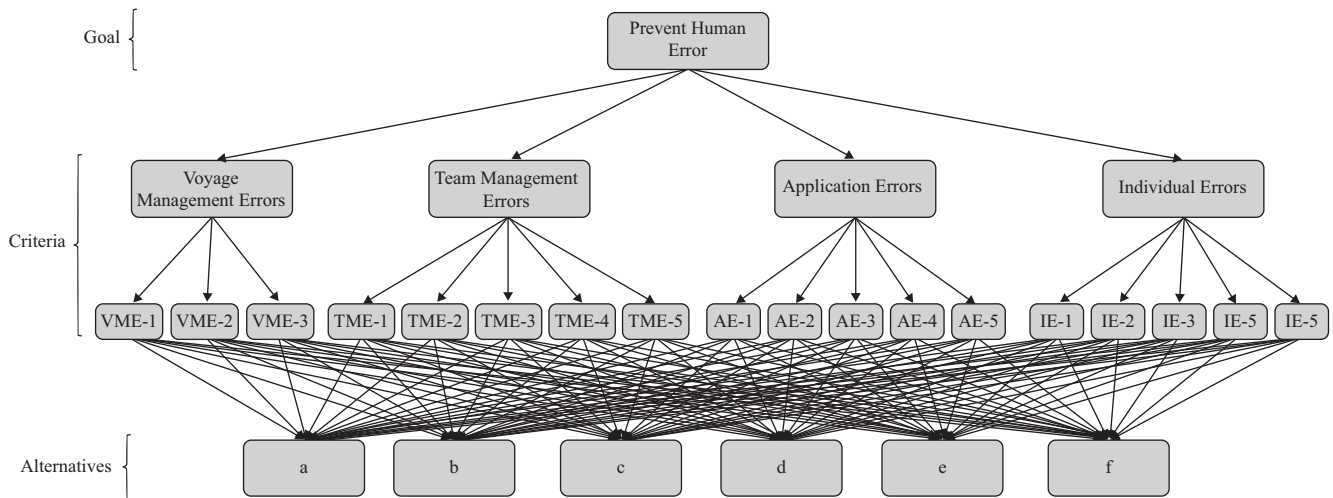 Goal
Prevent Human
Error
Criteria
Voyage
Management Errors
Team Management
Errors
Application Errors
Individual Errors
VME-1
VME-2
VME-3
TME-1
TME-2
TME-3
TME-4
TME-5
AE-1
AE-2
AE-3
AE-4
AE-5
IE-1
IE-2
IE-3
IE-5
IE-5
Alternatives
a
b
c
d
e
f